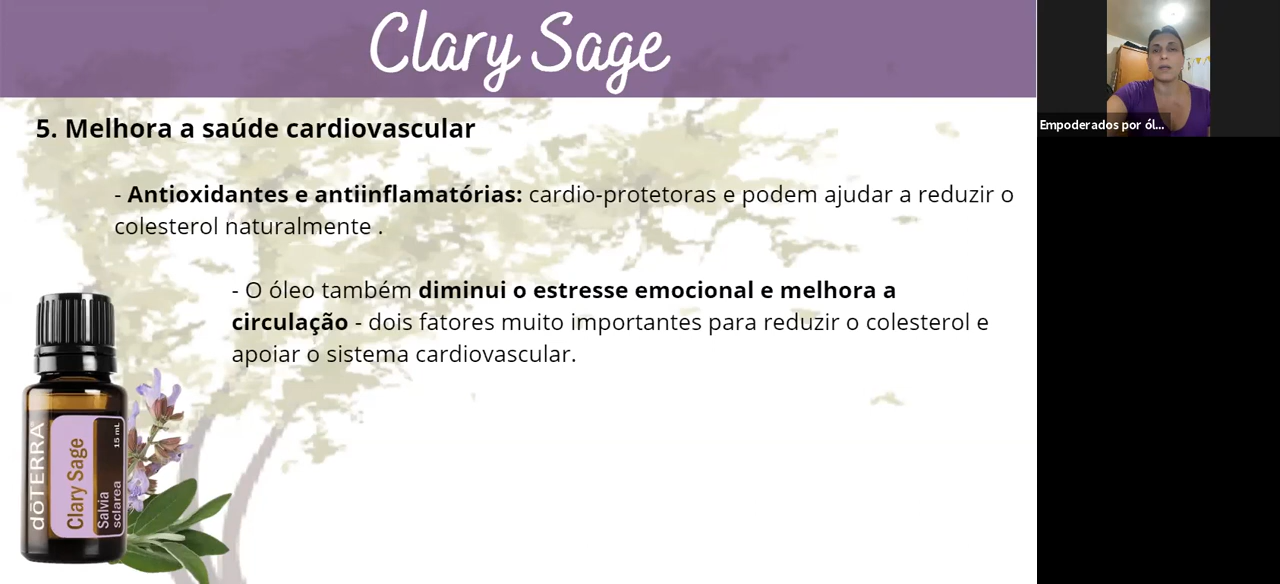 Clary Sage
5. Melhora a saúde cardiovascular
- Antioxidantes e antiinflamatórias: cardio-protetoras e podem ajudar a reduzir o
colesterol naturalmente .
- O óleo também diminui o estresse emocional e melhora a
circulação - dois fatores muito importantes para reduzir o colesterol e
apoiar o sistema cardiovascular.
dōTERRA
Clary Sage
Salvia
sclarea
15 mL
Empoderados por ól...